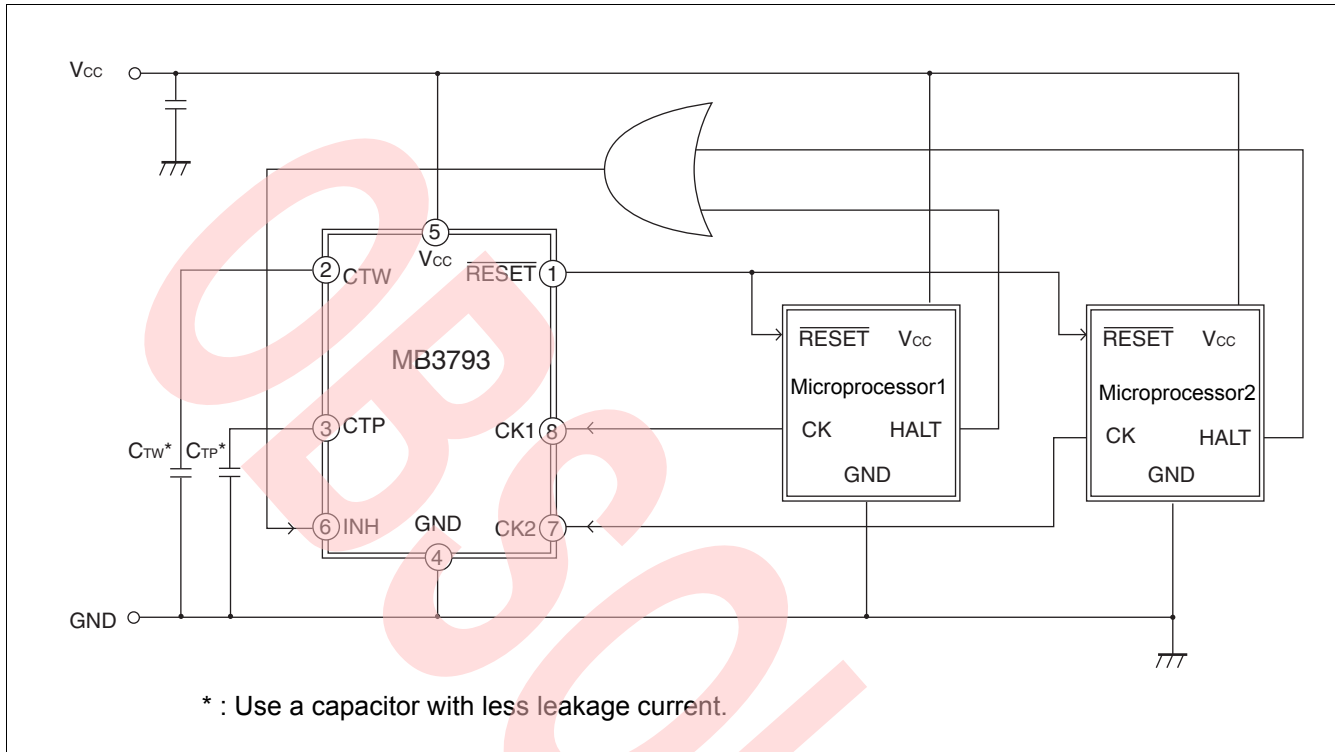 VCC
5
VCC
2 CTW
RESET 1
MB3793
3 CTP
CTW* CTP*
CK1 8
6 INH
GND
CK2 7
4
GND
RESET VCC
Microprocessor1
CK HALT
GND
RESET VCC
Microprocessor2
CK HALT
GND
* : Use a capacitor with less leakage current.
OBSOL